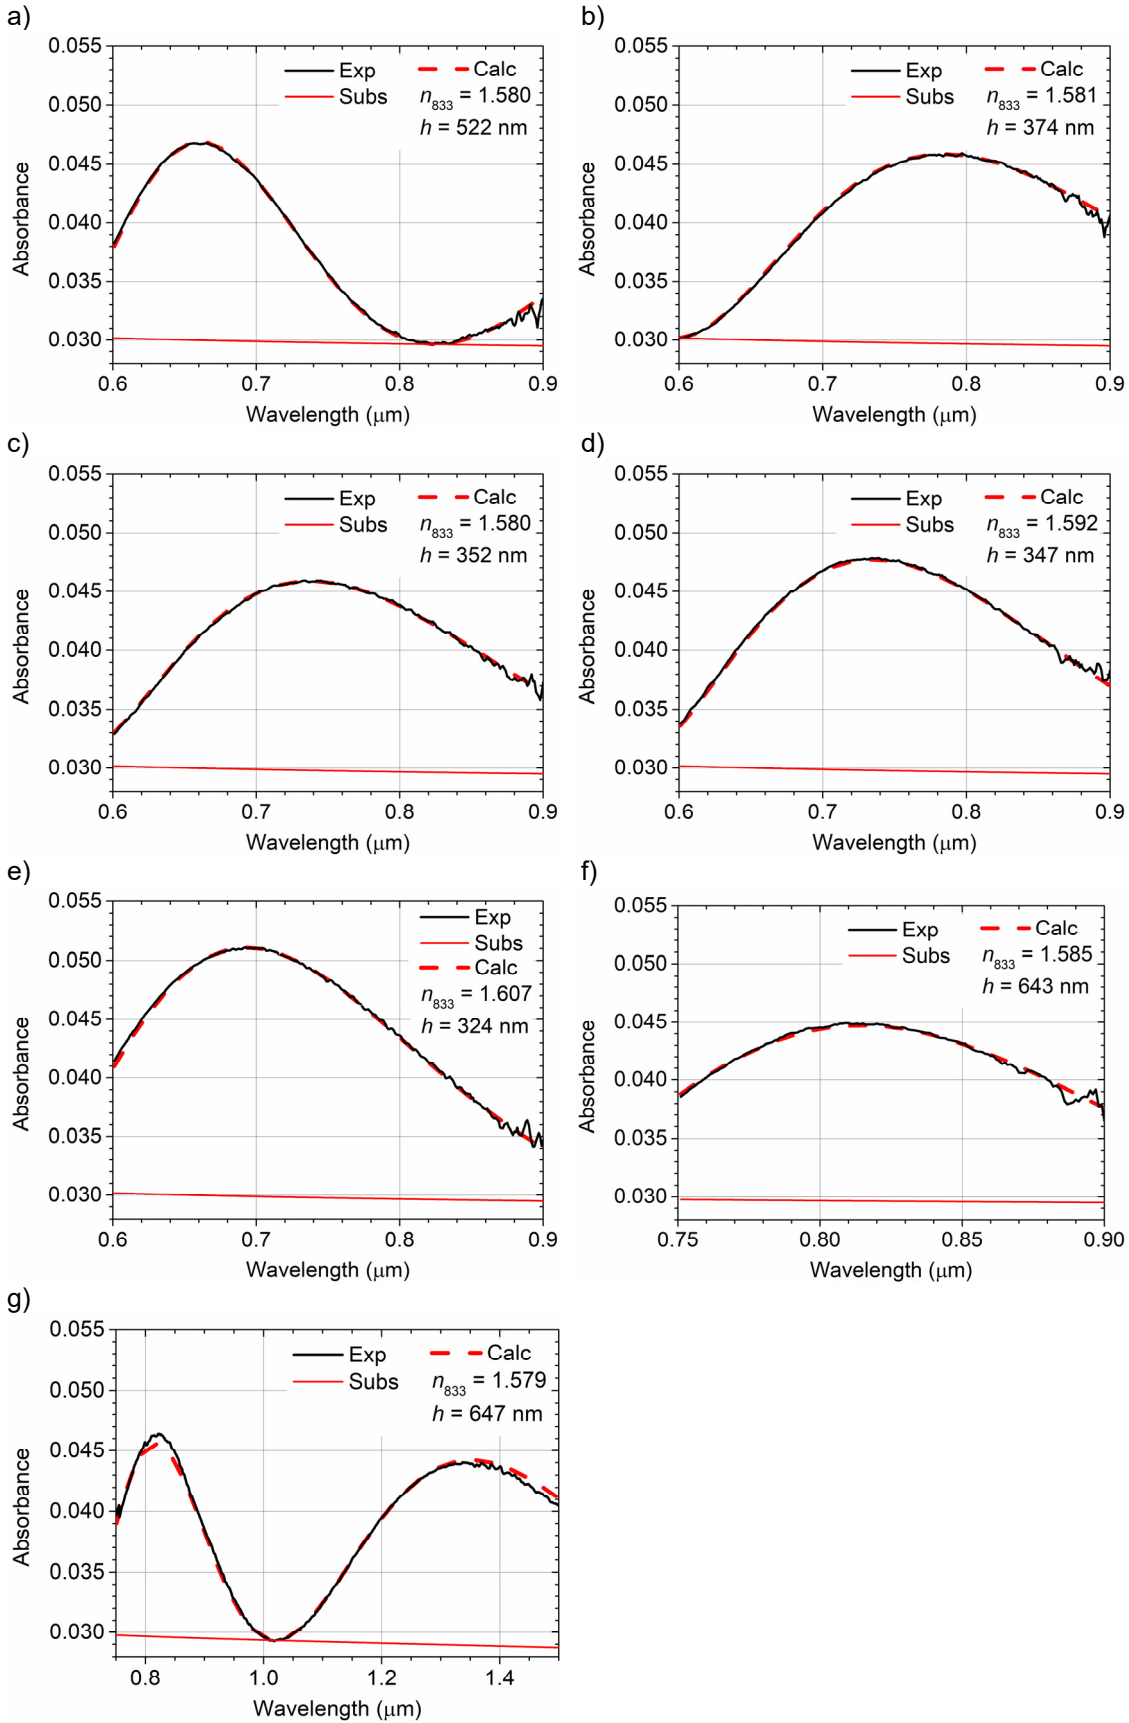 a)
0.055
0.050
0.045
0.040
0.035
0.030
Absorbance
Exp
Subs
Calc
n833 = 1.580
h = 522 nm
0.6 0.7 0.8 0.9
Wavelength (μm)
b)
0.055
0.050
0.045
0.040
0.035
0.030
Absorbance
Exp
Subs
Calc
n833 = 1.581
h = 374 nm
0.6 0.7 0.8 0.9
Wavelength (μm)
c)
0.055
0.050
0.045
0.040
0.035
0.030
Absorbance
Exp
Subs
Calc
n833 = 1.580
h = 352 nm
0.6 0.7 0.8 0.9
Wavelength (μm)
d)
0.055
0.050
0.045
0.040
0.035
0.030
Absorbance
Exp
Subs
Calc
n833 = 1.592
h = 347 nm
0.6 0.7 0.8 0.9
Wavelength (μm)
e)
0.055
0.050
0.045
0.040
0.035
0.030
Absorbance
Exp
Subs
Calc
n833 = 1.607
h = 324 nm
0.6 0.7 0.8 0.9
Wavelength (μm)
f)
0.055
0.050
0.045
0.040
0.035
0.030
Absorbance
Exp
Subs
Calc
n833 = 1.585
h = 643 nm
0.75 0.80 0.85 0.90
Wavelength (μm)
g)
0.055
0.050
0.045
0.040
0.035
0.030
Absorbance
Exp
Subs
Calc
n833 = 1.579
h = 647 nm
0.8 1.0 1.2 1.4
Wavelength (μm)